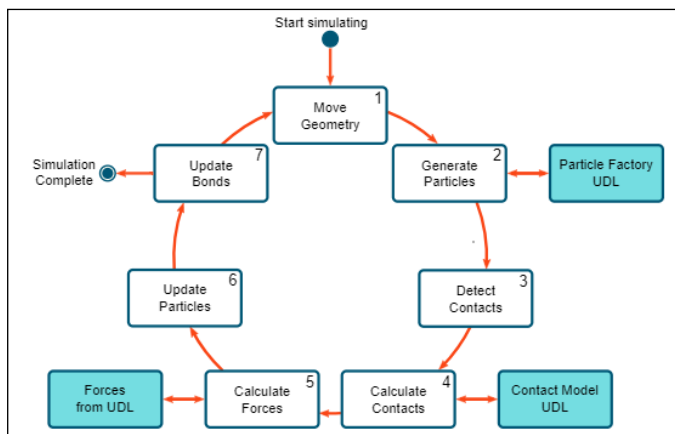 Start simulating
1
Move
Geometry
2
Generate
Particles
Particle Factory
UDL
3
Detect
Contacts
4
Calculate
Contacts
Contact Model
UDL
5
Calculate
Forces
Forces
from UDL
6
Update
Particles
7
Update
Bonds
Simulation
Complete